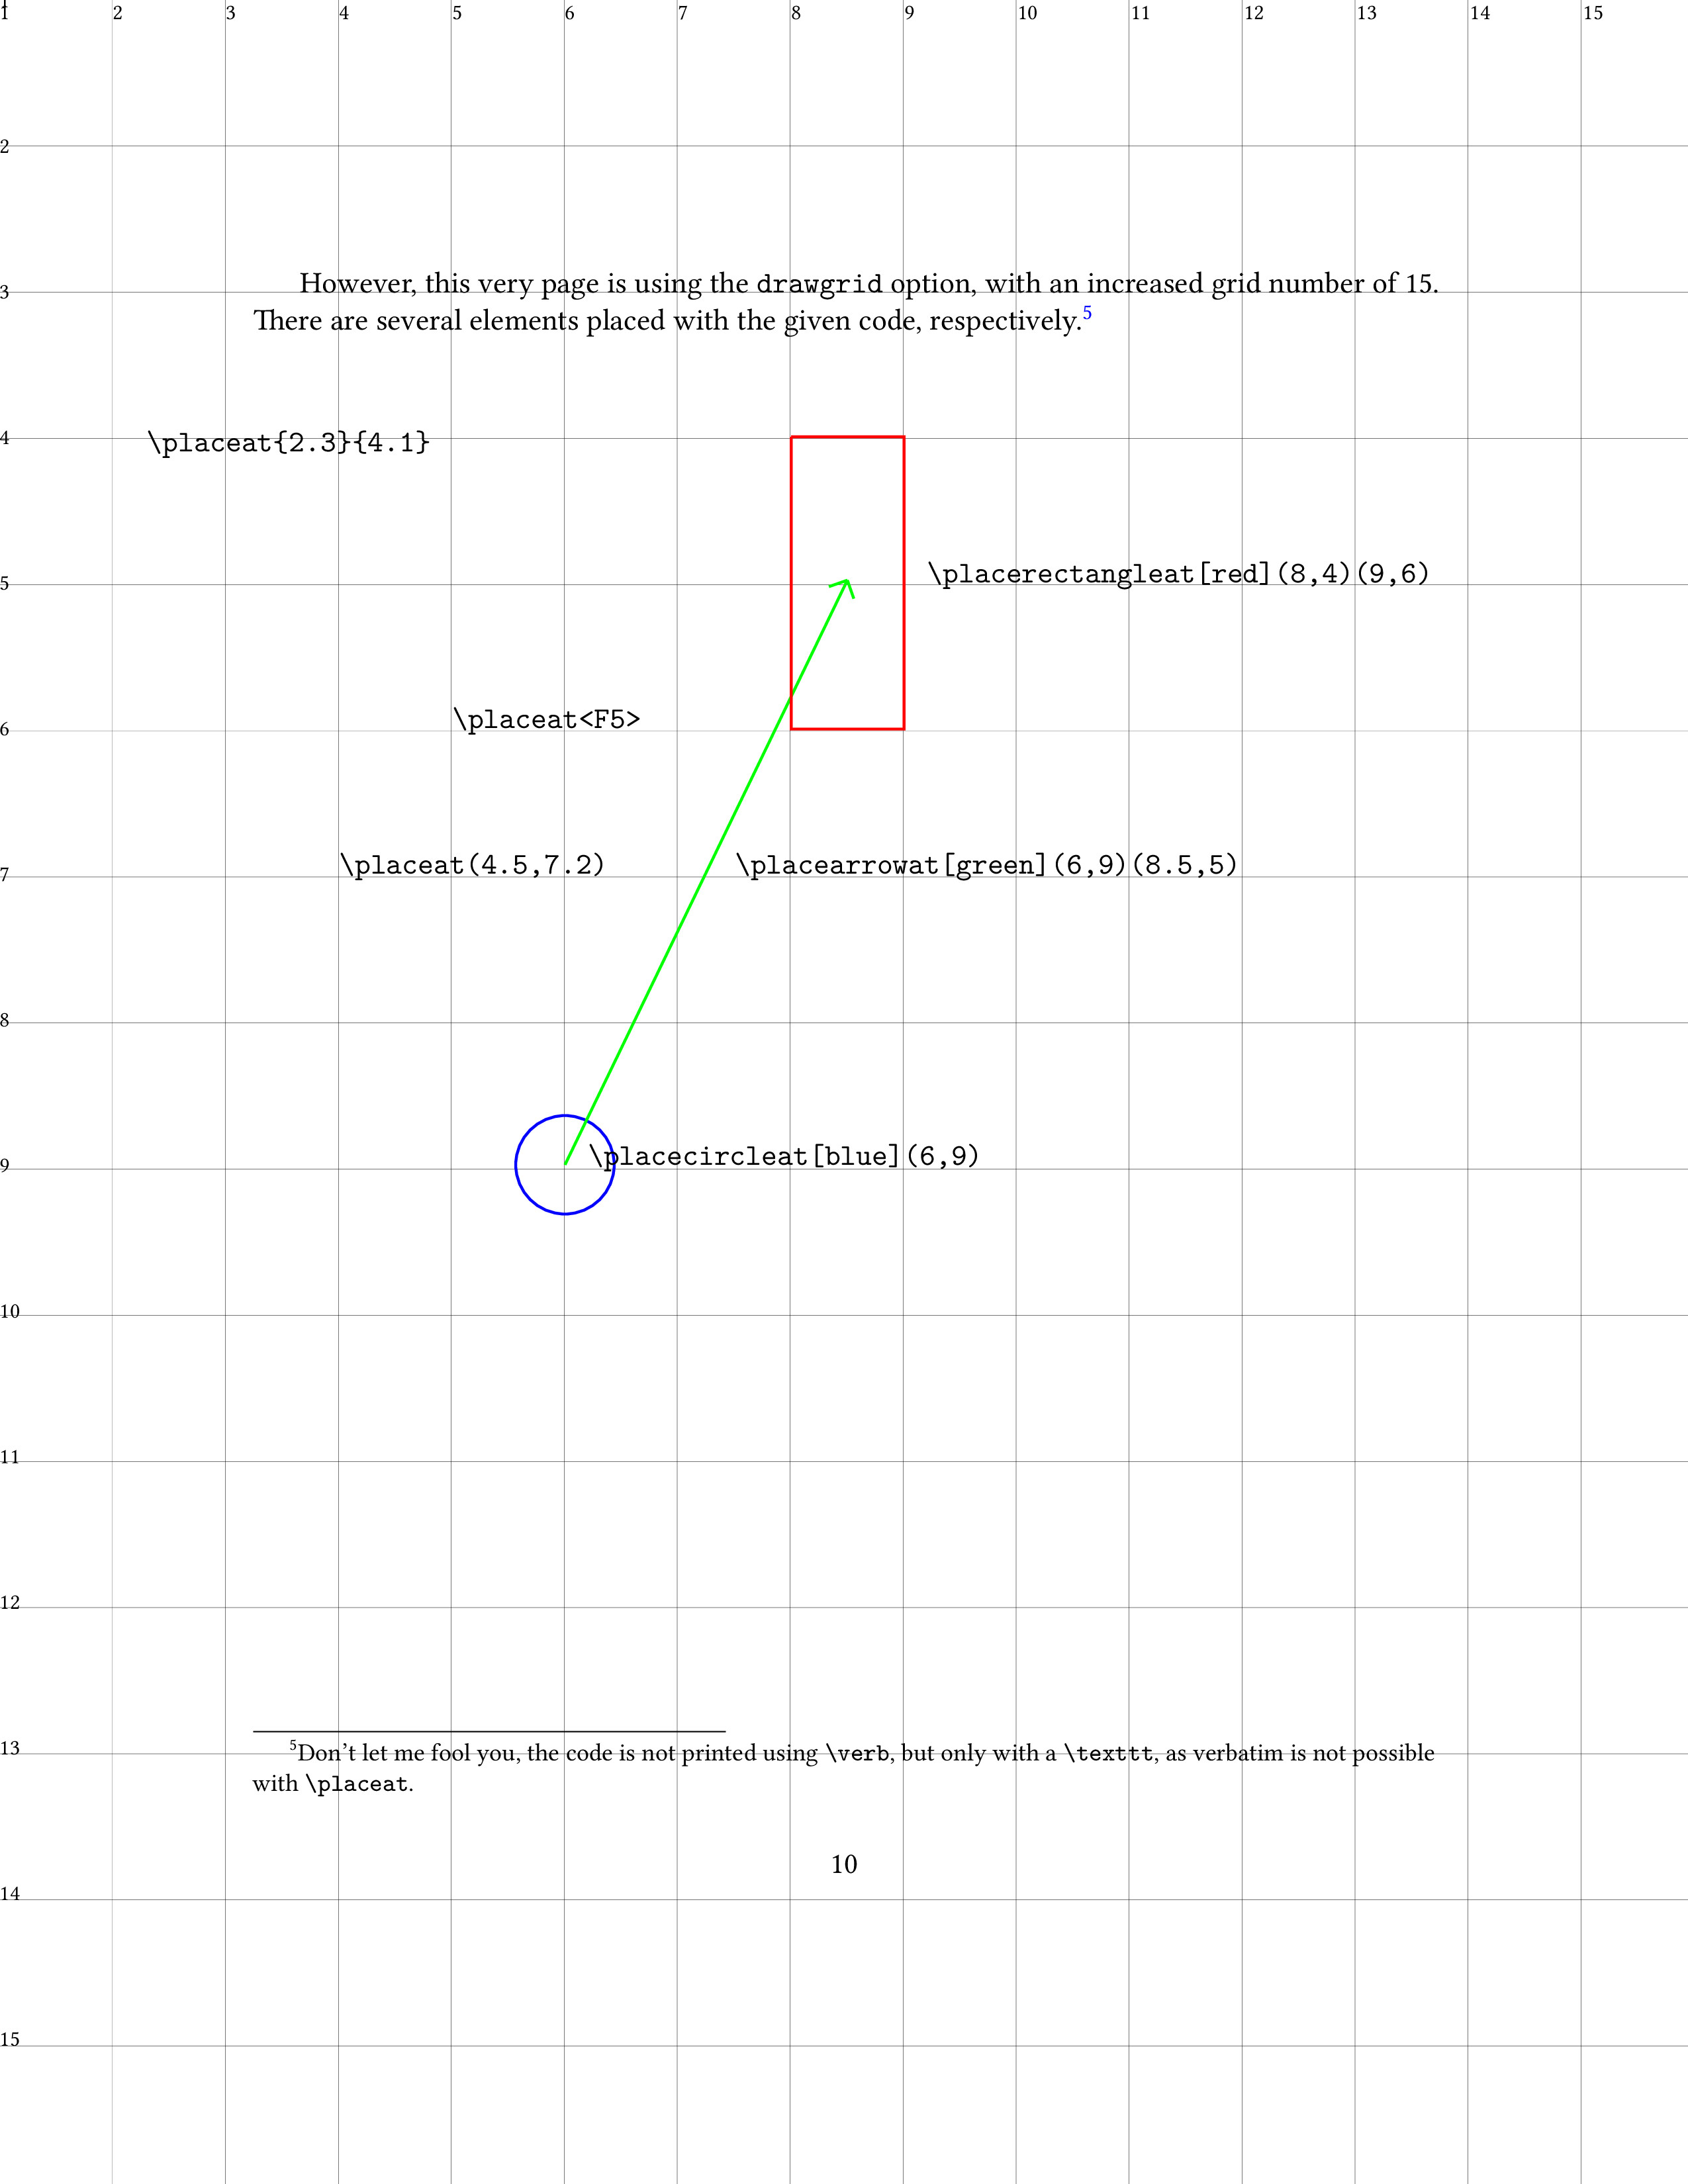 1 2 3 4 5 6 7 8 9 10 11 12 13 14 15
2
However, this very page is using the drawgrid option, with an increased grid number of 15.
3
There are several elements placed with the given code, respectively.5
4
\placeat{2.3}{4.1}
\placerectangleat[red](8,4)(9,6)
5
\placeat<F5>
6
\placeat(4.5,7.2) \placearrowat[green](6,9)(8.5,5)
7
8
\placecircleat[blue](6,9)
9
10
11
12
13
5Don't let me fool you, the code is not printed using \verb, but only with a \texttt, as verbatim is not possible
with \placeat.
10
14
15